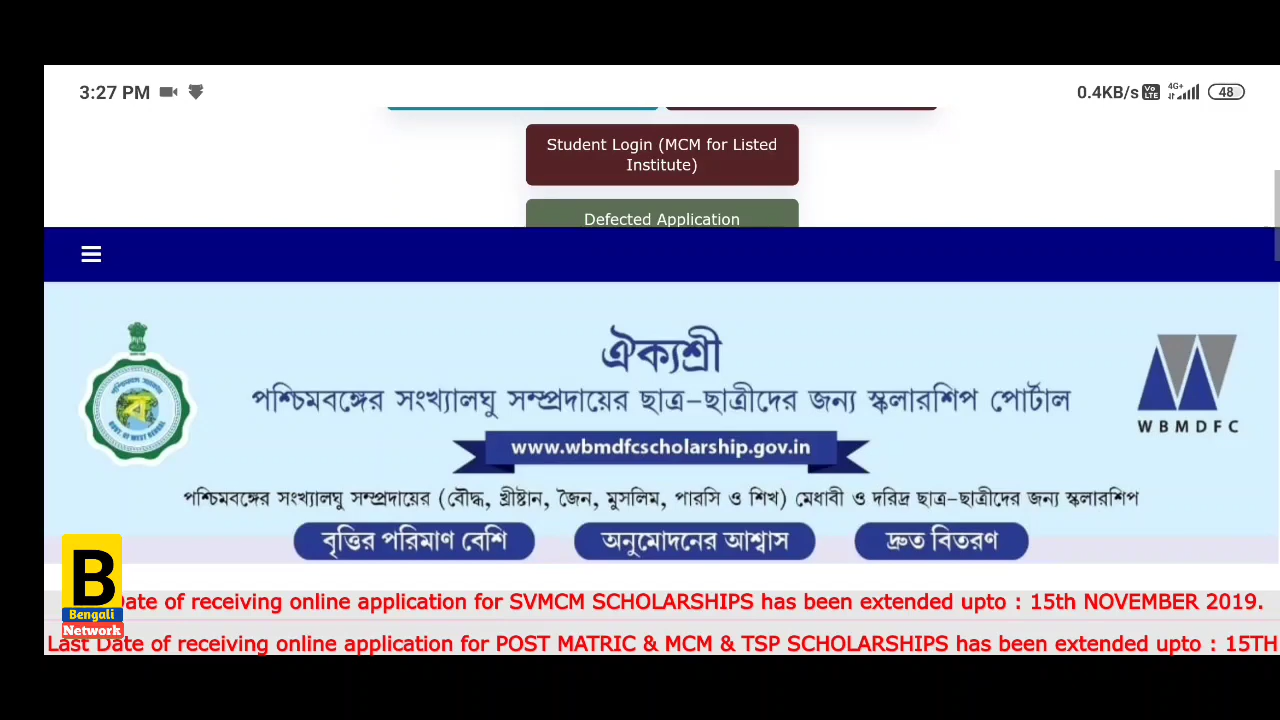 3:27 PM
0.4KB/s Vo LTE 4G+ 48
Student Login (MCM for Listed
Institute)
Defected Application
ঐক্যশ্রী
পশ্চিমবঙ্গের সংখ্যালঘু সম্প্রদায়ের ছাত্র-ছাত্রীদের জন্য স্কলারশিপ পোর্টাল
WBMDFC
www.wbmdfcscholarship.gov.in
পশ্চিমবঙ্গের সংখ্যালঘু সম্প্রদায়ের (বৌদ্ধ, খ্রীষ্টান, জৈন, মুসলিম, পারসি ও শিখ) মেধাবী ও দরিদ্র ছাত্র-ছাত্রীদের জন্য স্কলারশিপ
বৃত্তির পরিমাণ বেশি
অনুমোদনের আশ্বাস
দ্রুত বিতরণ
Date of receiving online application for SVMCM SCHOLARSHIPS has been extended upto : 15th NOVEMBER 2019.
Last Date of receiving online application for POST MATRIC & MCM & TSP SCHOLARSHIPS has been extended upto : 15TH
B
Bengali
Network